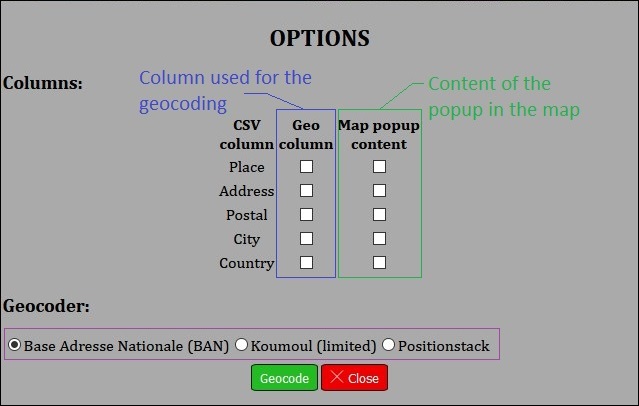 OPTIONS
Columns:
Column used for the
geocoding
Content of the
popup in the map
CSV
column
Geo
column
Map popup
content
Place
Address
Postal
City
Country
Geocoder:
Base Adresse Nationale (BAN) Koumoul (limited) Positionstack
Geocode
Close